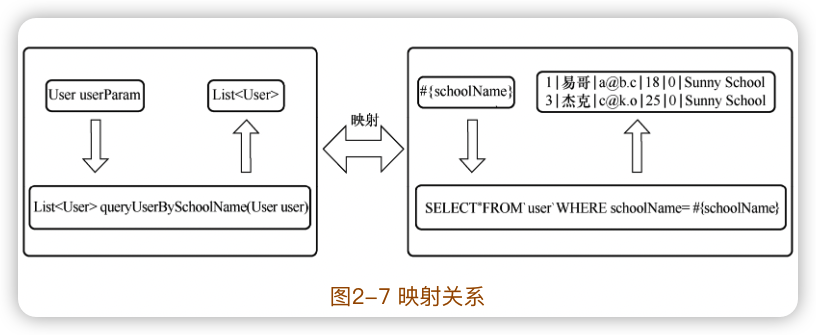 User userParam
List<User>
List<User> queryUserBySchoolName(User user)
映射
#{schoolName}
1|易哥|a@b.c|18|0|Sunny School
3|杰克|c@k.o|25|0|Sunny School
SELECT*FROM`user`WHERE schoolName= #{schoolName}
图2-7 映射关系